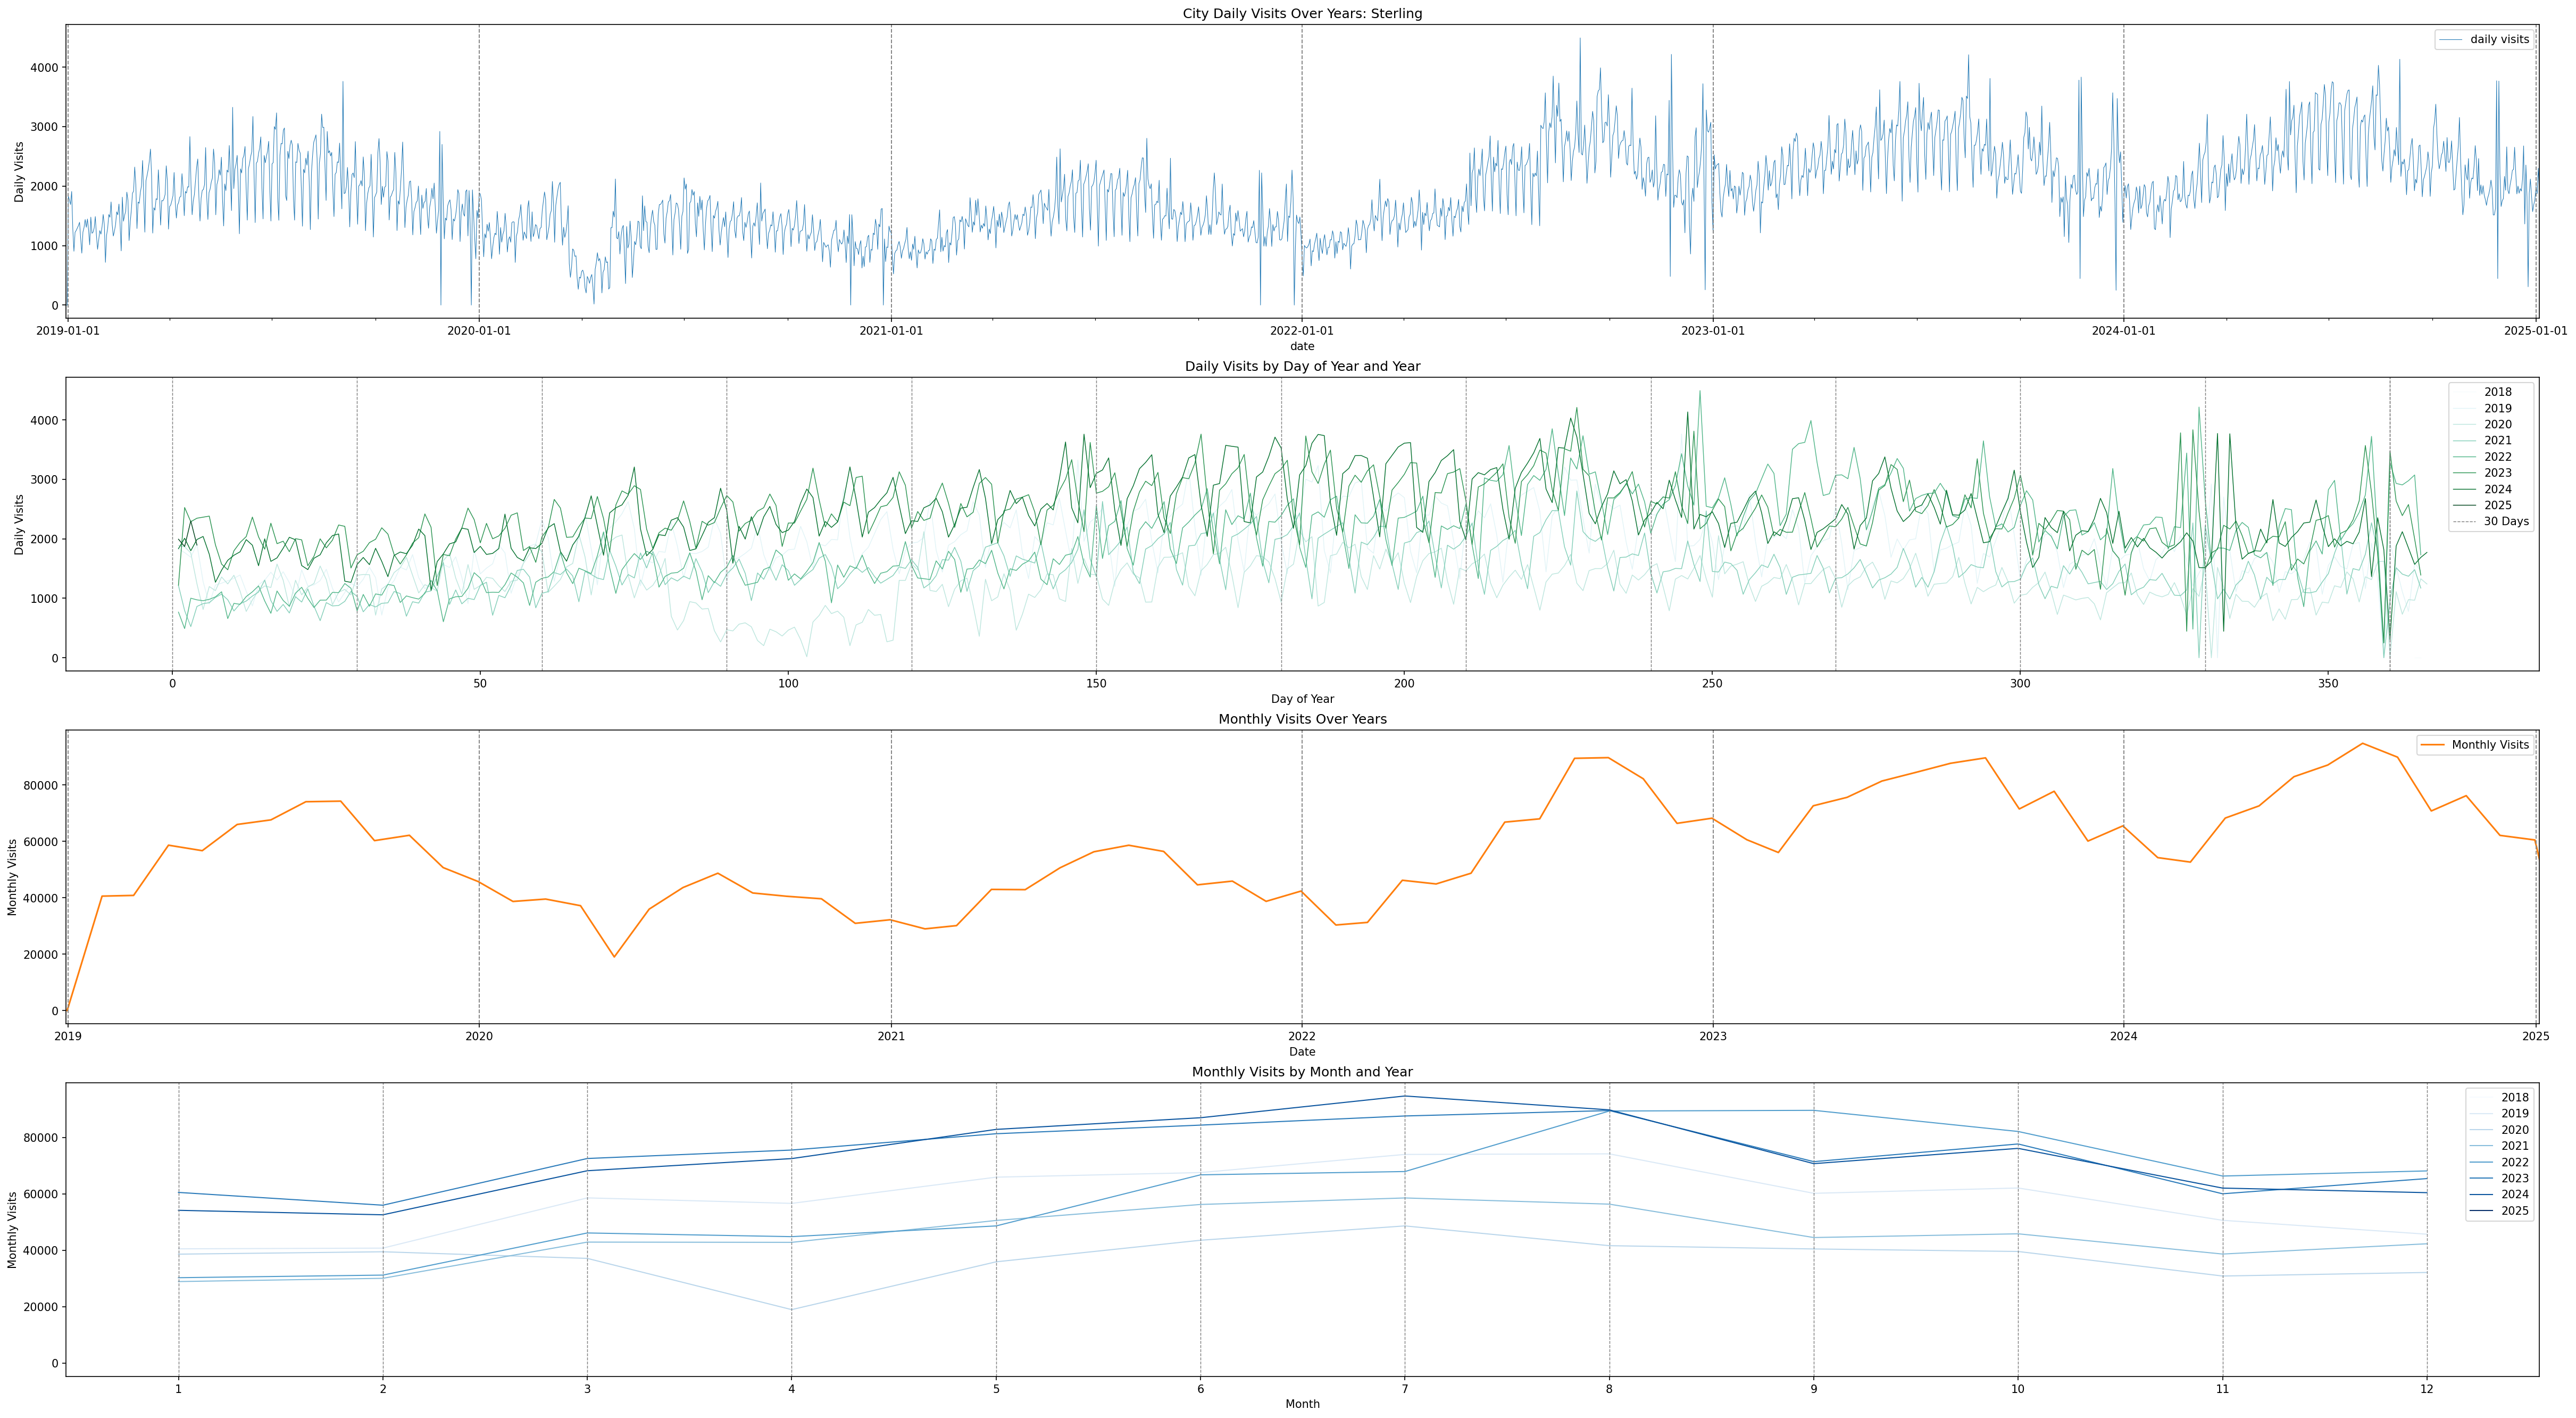 City Daily Visits Over Years: Sterling
daily visits
Daily Visits
4000
3000
2000
1000
0
2019-01-01 2020-01-01 2021-01-01 2022-01-01 2023-01-01 2024-01-01 2025-01-01
date
Daily Visits by Day of Year and Year
2018
2019
2020
2021
2022
2023
2024
2025
30 Days
Daily Visits
4000
3000
2000
1000
0
0 50 100 150 200 250 300 350
Day of Year
Monthly Visits Over Years
Monthly Visits
Monthly Visits
80000
60000
40000
20000
0
2019 2020 2021 2022 2023 2024 2025
Date
Monthly Visits by Month and Year
2018
2019
2020
2021
2022
2023
2024
2025
Monthly Visits
80000
60000
40000
20000
0
1 2 3 4 5 6 7 8 9 10 11 12
Month